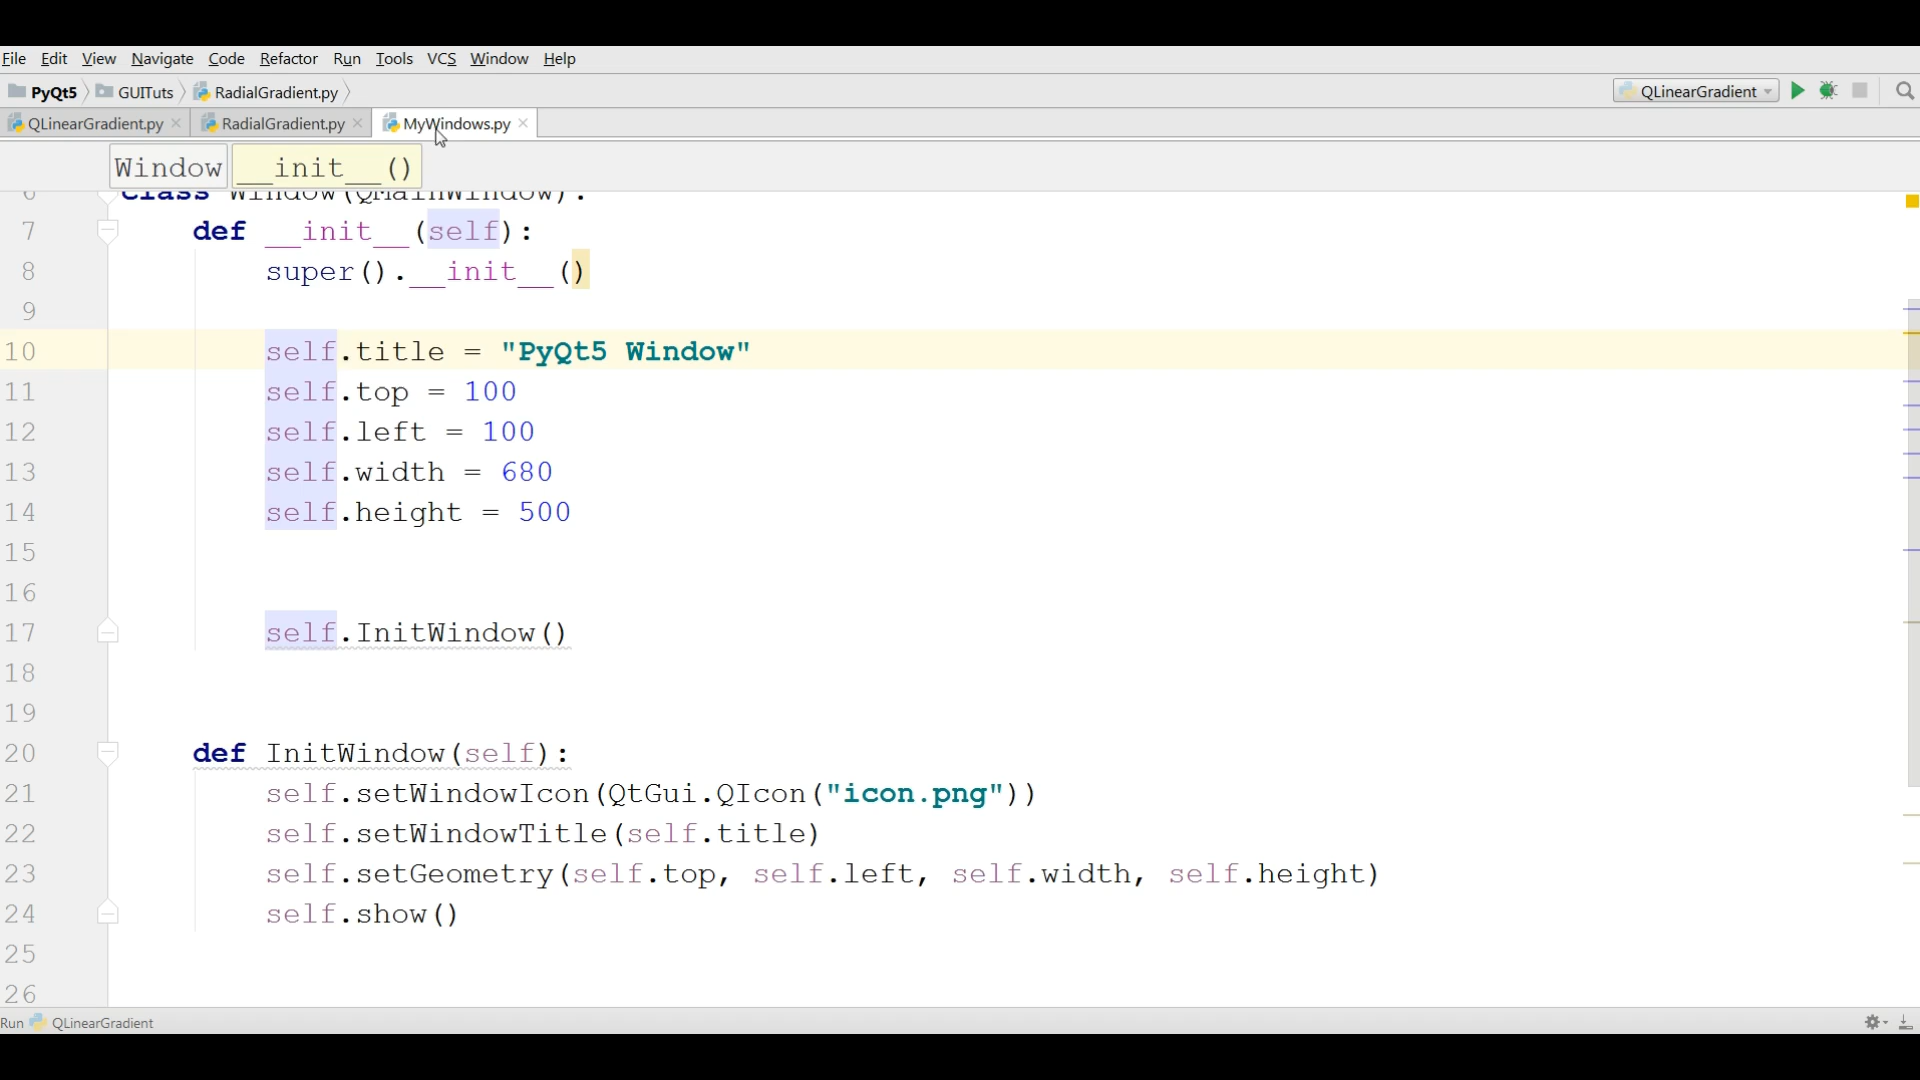 File Edit View Navigate Code Refactor Run Tools VCS Window Help
PyQt5 GUITuts RadialGradient.py QLinearGradient
QLinearGradient.py RadialGradient.py MyWindows.py
Window __init__()
6 class Window(QMainWindow):
7 def __init__(self):
8 super().__init__()
9
10 self.title = "PyQt5 Window"
11 self.top = 100
12 self.left = 100
13 self.width = 680
14 self.height = 500
15
16
17 self.InitWindow()
18
19
20 def InitWindow(self):
21 self.setWindowIcon(QtGui.QIcon("icon.png"))
22 self.setWindowTitle(self.title)
23 self.setGeometry(self.top, self.left, self.width, self.height)
24 self.show()
25
26
Run QLinearGradient